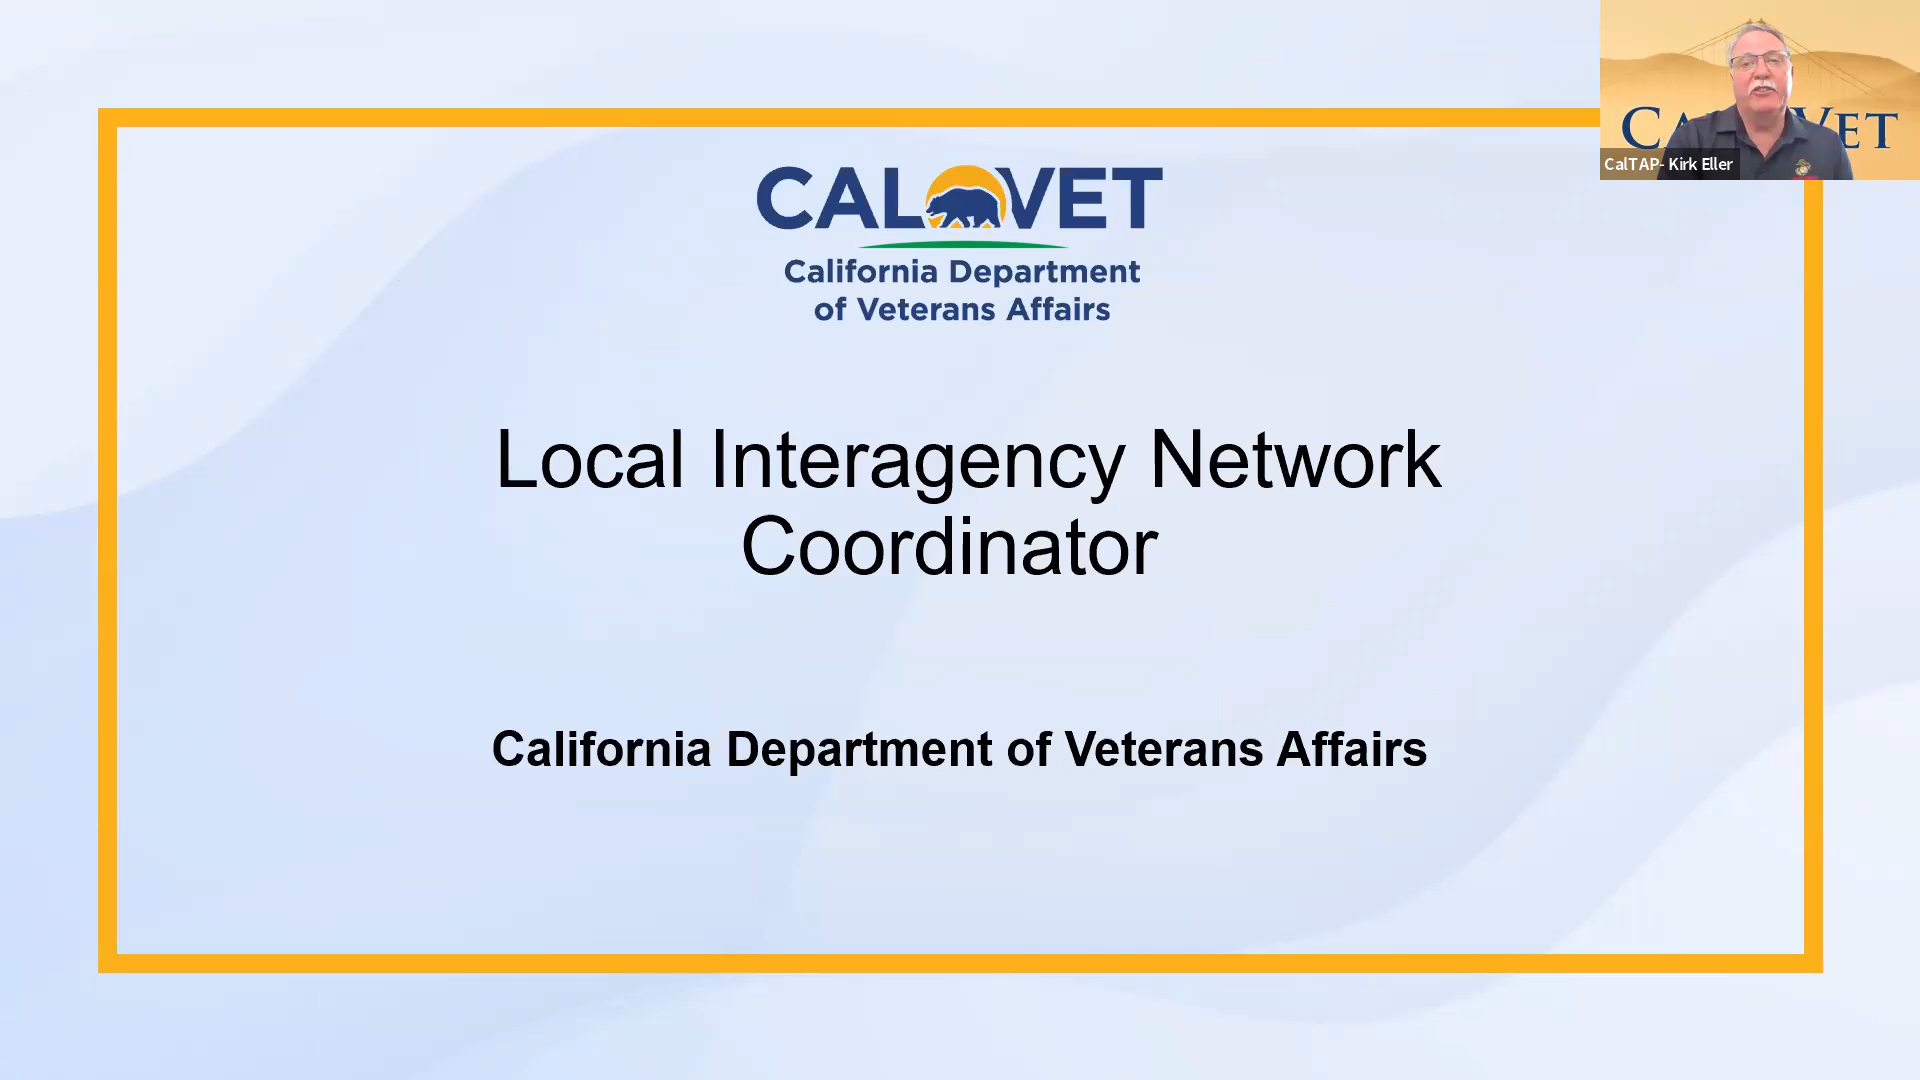 CALVET
California Department
of Veterans Affairs
Local Interagency Network
Coordinator
California Department of Veterans Affairs
CalTAP- Kirk Eller